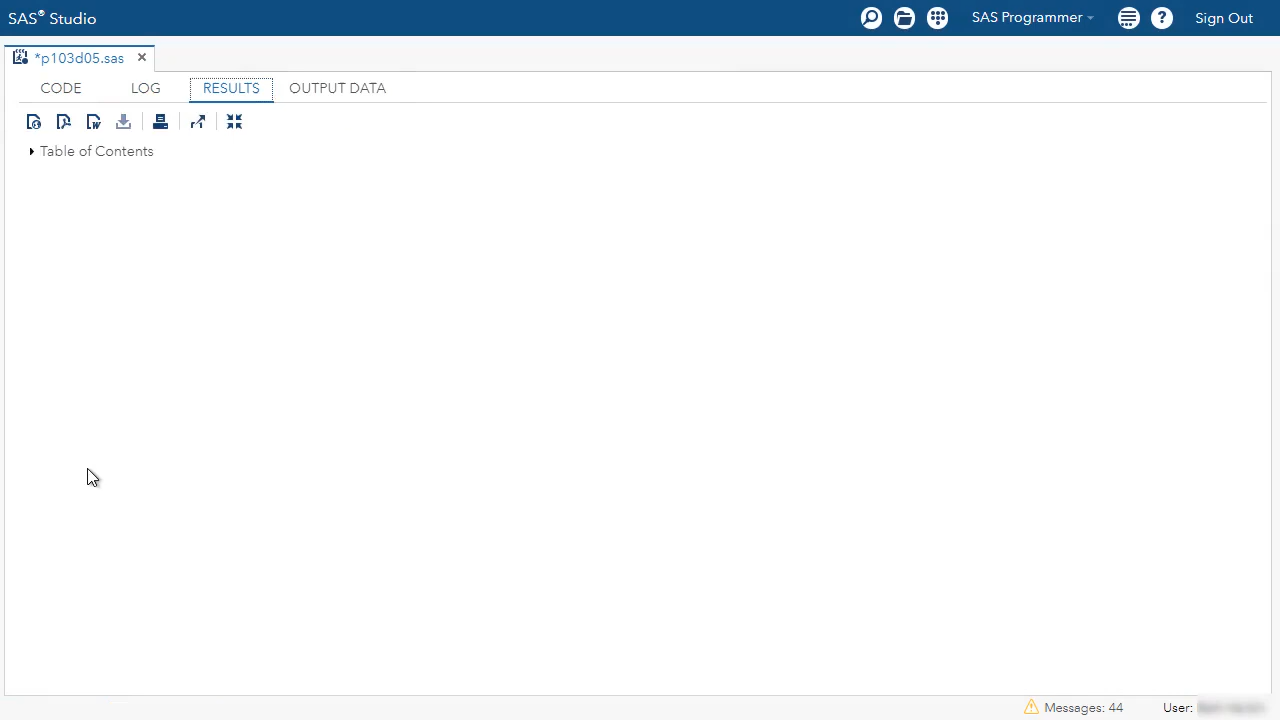 SAS® Studio
SAS Programmer
Sign Out
*p103d05.sas
CODE
LOG
RESULTS
OUTPUT DATA
Table of Contents
Messages: 44
User: